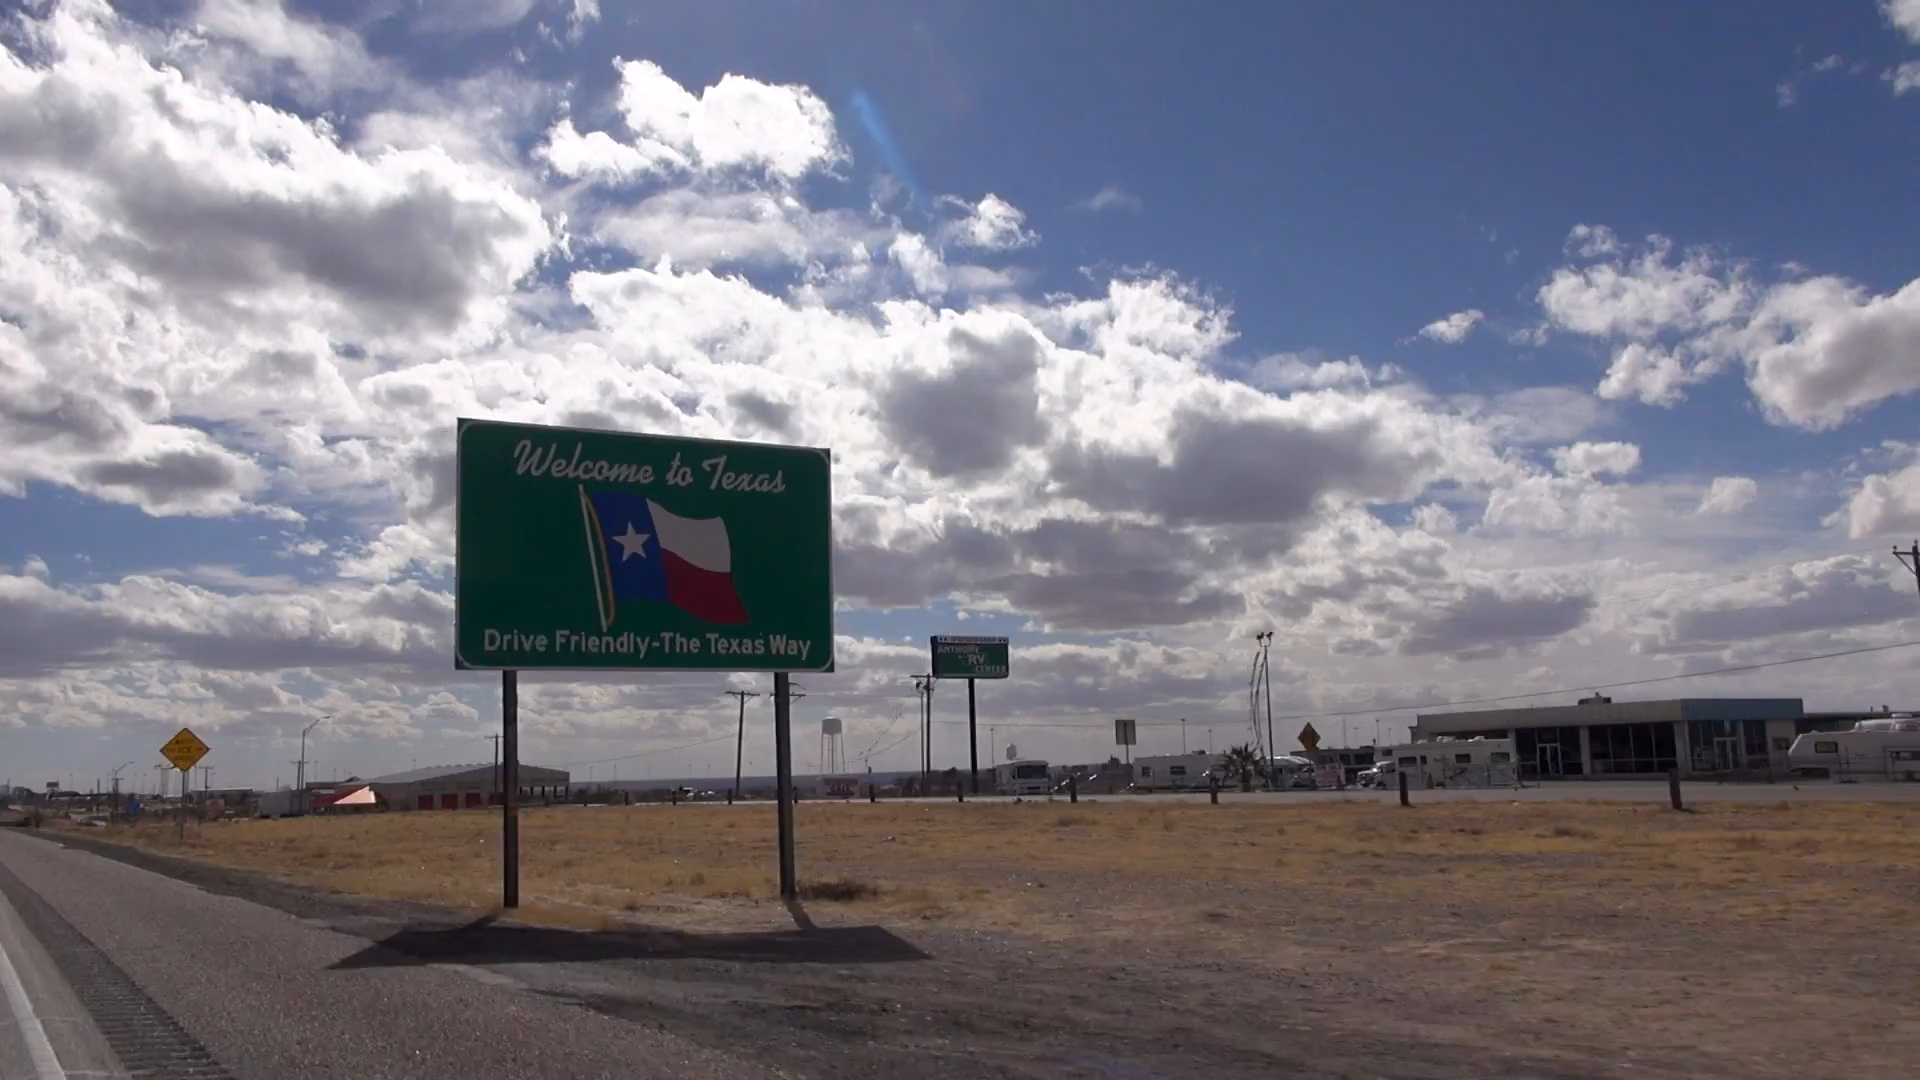 Welcome to Texas
Drive Friendly-The Texas Way
ANTHONY
RV
CENTER
ICE